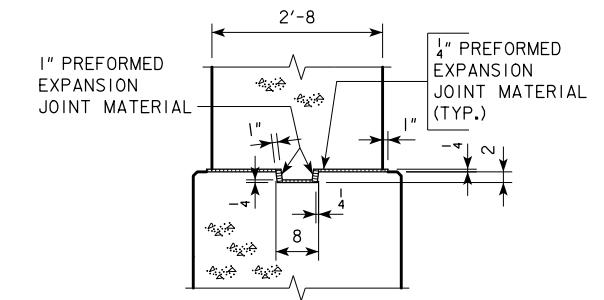 2'-8
1" PREFORMED
EXPANSION
JOINT MATERIAL
1/4" PREFORMED
EXPANSION
JOINT MATERIAL
(TYP.)
1"
1"
1/4
2
1/4
1/4
8